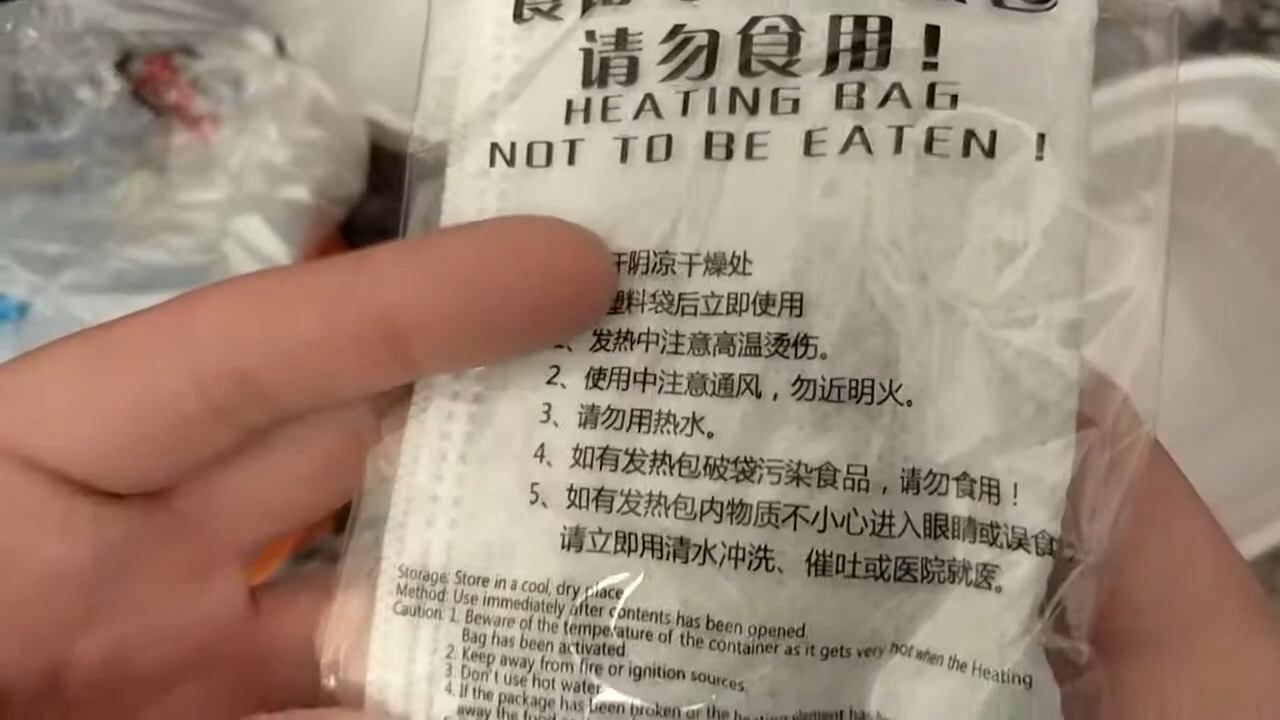 请勿食用!
HEATING BAG
NOT TO BE EATEN !
阴凉干燥处
料袋后立即使用
、发热中注意高温烫伤。
2、使用中注意通风,勿近明火。
3、请勿用热水。
4、如有发热包破袋污染食品,请勿食用!
5、如有发热包内物质不小心进入眼睛或误食
请立即用清水冲洗、催吐或医院就医。
Storage: Store in a cool, dry place
Method: Use immediately after contents has been opened.
Caution: 1. Beware of the temperature of the container as it gets very hot when the Heating
Bag has been activated.
2. Keep away from fire or ignition sources.
3. Don't use hot water
4. If the package has been broken or the heating element has
away the food